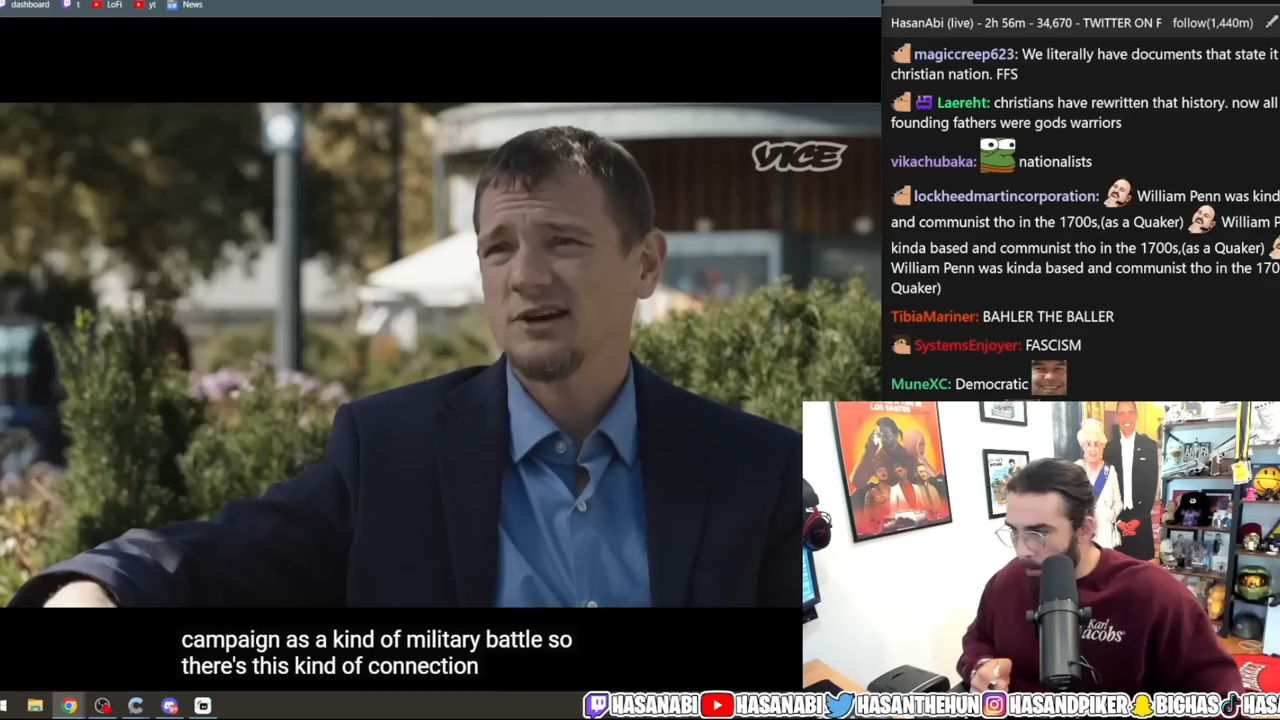 dashboard
t
LoFi
yt
News
HasanAbi (live) - 2h 56m - 34,670 - TWITTER ON F
follow(1,440m)
magiccreep623: We literally have documents that state it
christian nation. FFS
Laereht: christians have rewritten that history. now all
founding fathers were gods warriors
vikachubaka: nationalists
lockheedmartincorporation: William Penn was kind
and communist tho in the 1700s,(as a Quaker) William P
kinda based and communist tho in the 1700s,(as a Quaker)
William Penn was kinda based and communist tho in the 170
Quaker)
TibiaMariner: BAHLER THE BALLER
SystemsEnjoyer: FASCISM
MuneXC: Democratic
VICE
LOS SANTOS
Karl
Jacobs
campaign as a kind of military battle so
there's this kind of connection
HASANABI HASANABI HASANTHEHUN HASANDPIKER BIGHAS HAS